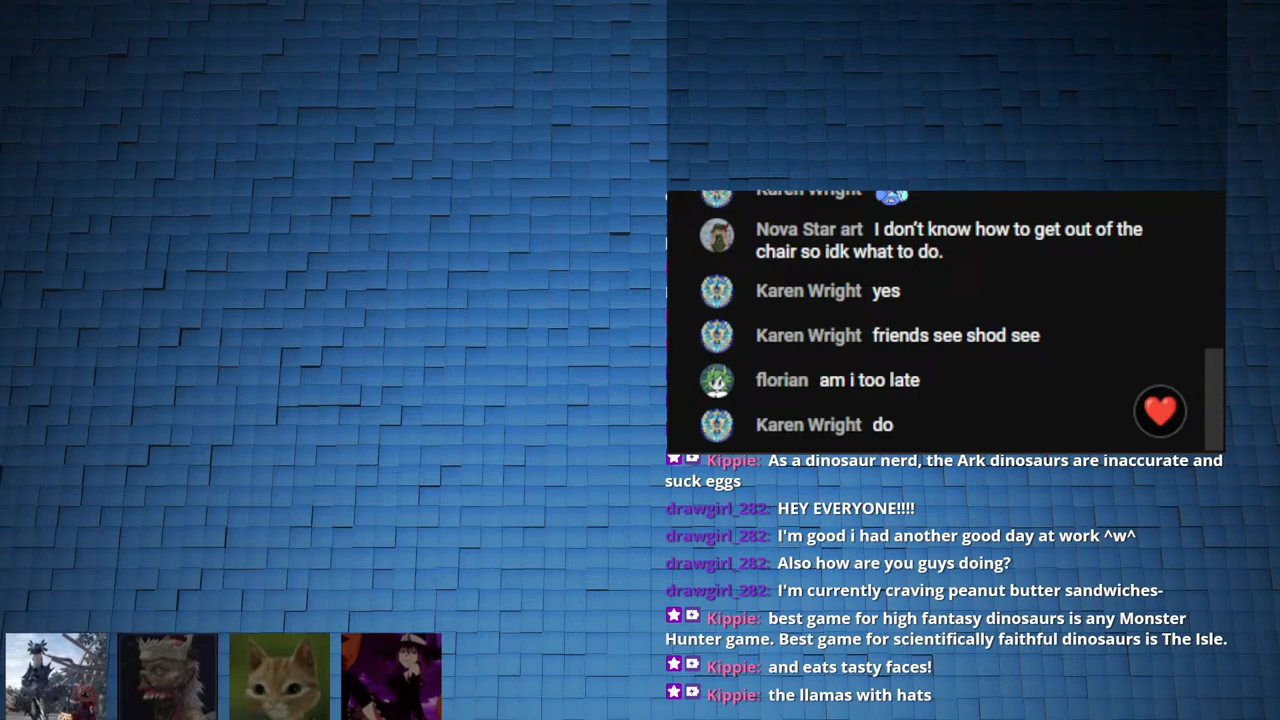 Karen Wright
Nova Star art I don't know how to get out of the
chair so idk what to do.
Karen Wright yes
Karen Wright friends see shod see
florian am i too late
Karen Wright do
Kippie: As a dinosaur nerd, the Ark dinosaurs are inaccurate and
suck eggs
drawgirl_282: HEY EVERYONE!!!!
drawgirl_282: I'm good i had another good day at work ^w^
drawgirl_282: Also how are you guys doing?
drawgirl_282: I'm currently craving peanut butter sandwiches-
Kippie: best game for high fantasy dinosaurs is any Monster
Hunter game. Best game for scientifically faithful dinosaurs is The Isle.
Kippie: and eats tasty faces!
Kippie: the llamas with hats